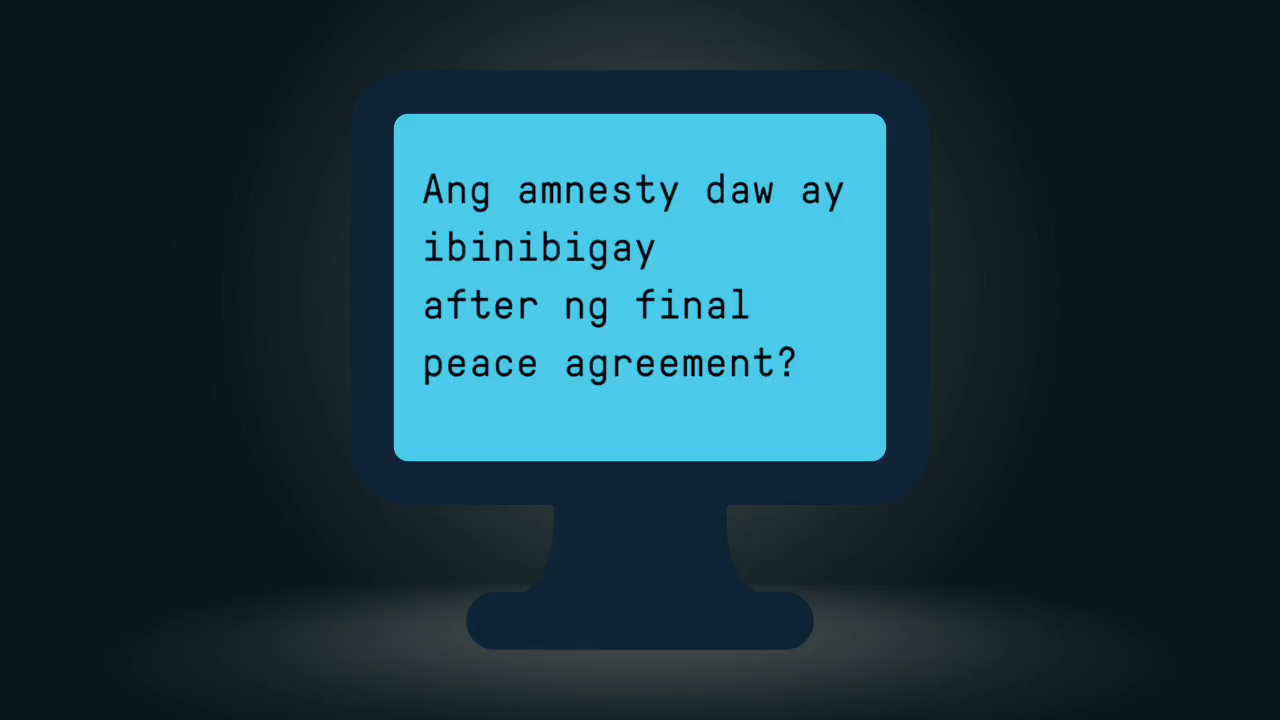 Ang amnesty daw ay
ibinibigay
after ng final
peace agreement?